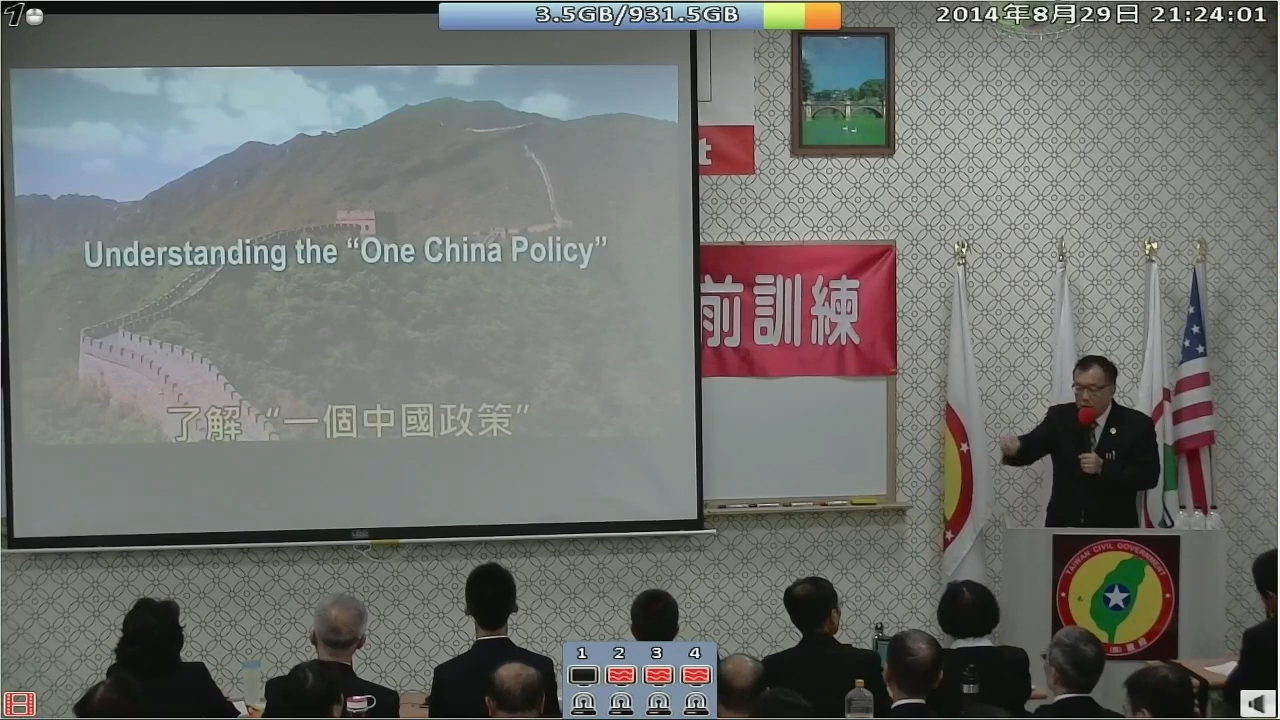 1
3.5GB/931.5GB
2014年8月29日 21:24:01
t
Understanding the “One China Policy”
前訓練
了解 “一個中國政策”
TAIWAN CIVIL GOVERNMENT
1 2 3 4